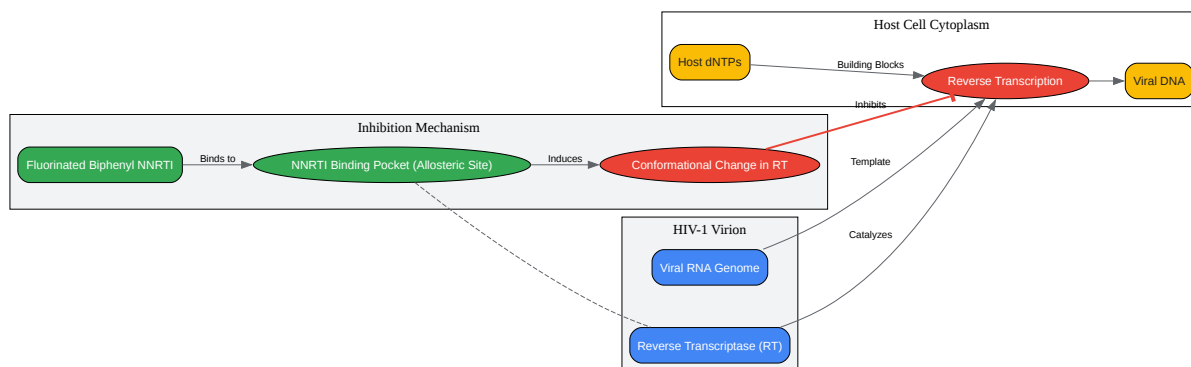 Host Cell Cytoplasm
Host dNTPs
Building Blocks
Reverse Transcription
Viral DNA
Inhibits
Inhibition Mechanism
Fluorinated Biphenyl NNRTI
Binds to
NNRTI Binding Pocket (Allosteric Site)
Induces
Conformational Change in RT
Template
HIV-1 Virion
Viral RNA Genome
Catalyzes
Reverse Transcriptase (RT)